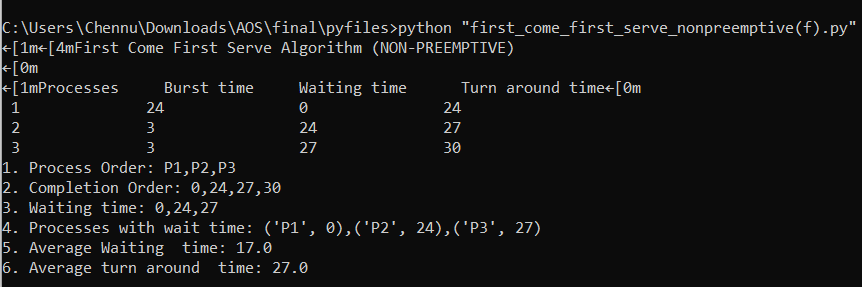 C:\Users\Chennu\Downloads\AOS\final\pyfiles>python "first_come_first_serve_nonpreemptive(f).py"
←[1m←[4mFirst Come First Serve Algorithm (NON-PREEMPTIVE)
←[0m
←[1mProcesses     Burst time     Waiting time      Turn around time←[0m
1 24 0 24
2 3 24 27
3 3 27 30
1. Process Order: P1,P2,P3
2. Completion Order: 0,24,27,30
3. Waiting time: 0,24,27
4. Processes with wait time: ('P1', 0),('P2', 24),('P3', 27)
5. Average Waiting  time: 17.0
6. Average turn around  time: 27.0